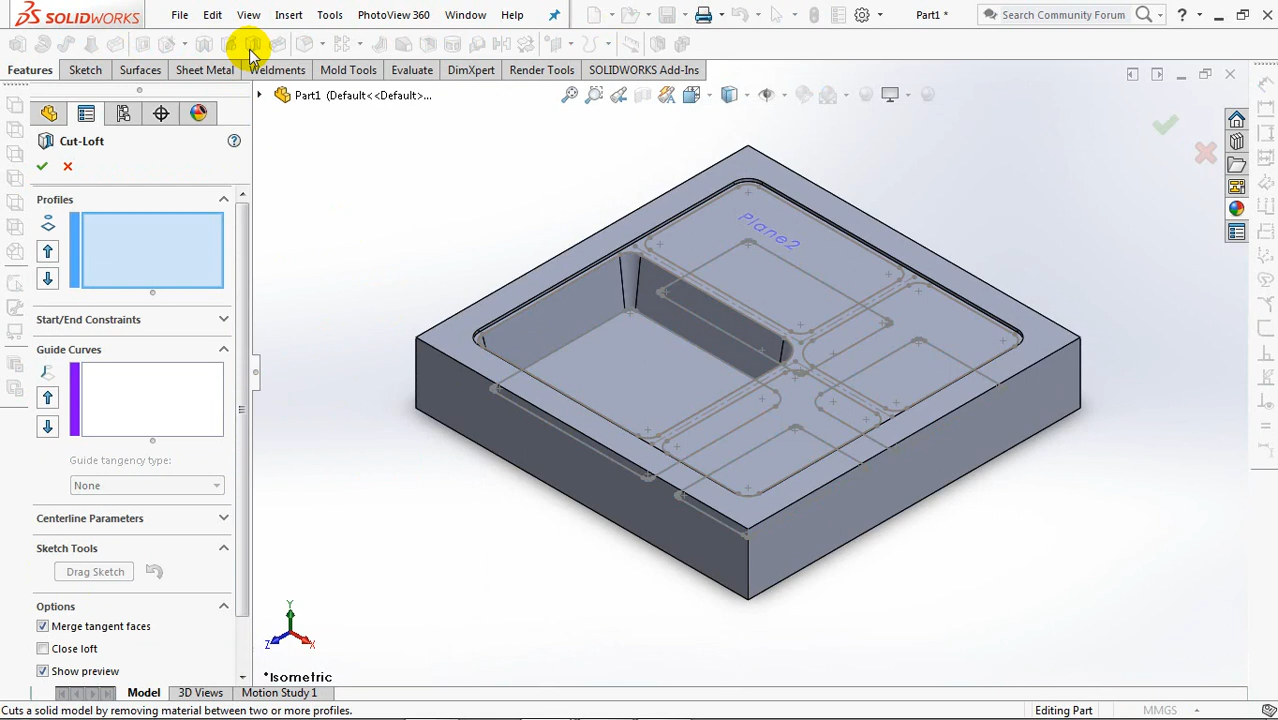 SOLIDWORKS File Edit View Insert Tools PhotoView 360 Window Help Part1 * Search Community Forum ?
Features Sketch Surfaces Sheet Metal Weldments Mold Tools Evaluate DimXpert Render Tools SOLIDWORKS Add-Ins
Part1 (Default<<Default>...
Cut-Loft ?
Profiles
Plane2
Start/End Constraints
Guide Curves
Guide tangency type:
None
Centerline Parameters
Sketch Tools
Drag Sketch
Options
Merge tangent faces
Close loft
Show preview
Y
Z X
*Isometric
Model 3D Views Motion Study 1
Cuts a solid model by removing material between two or more profiles. Editing Part MMGS